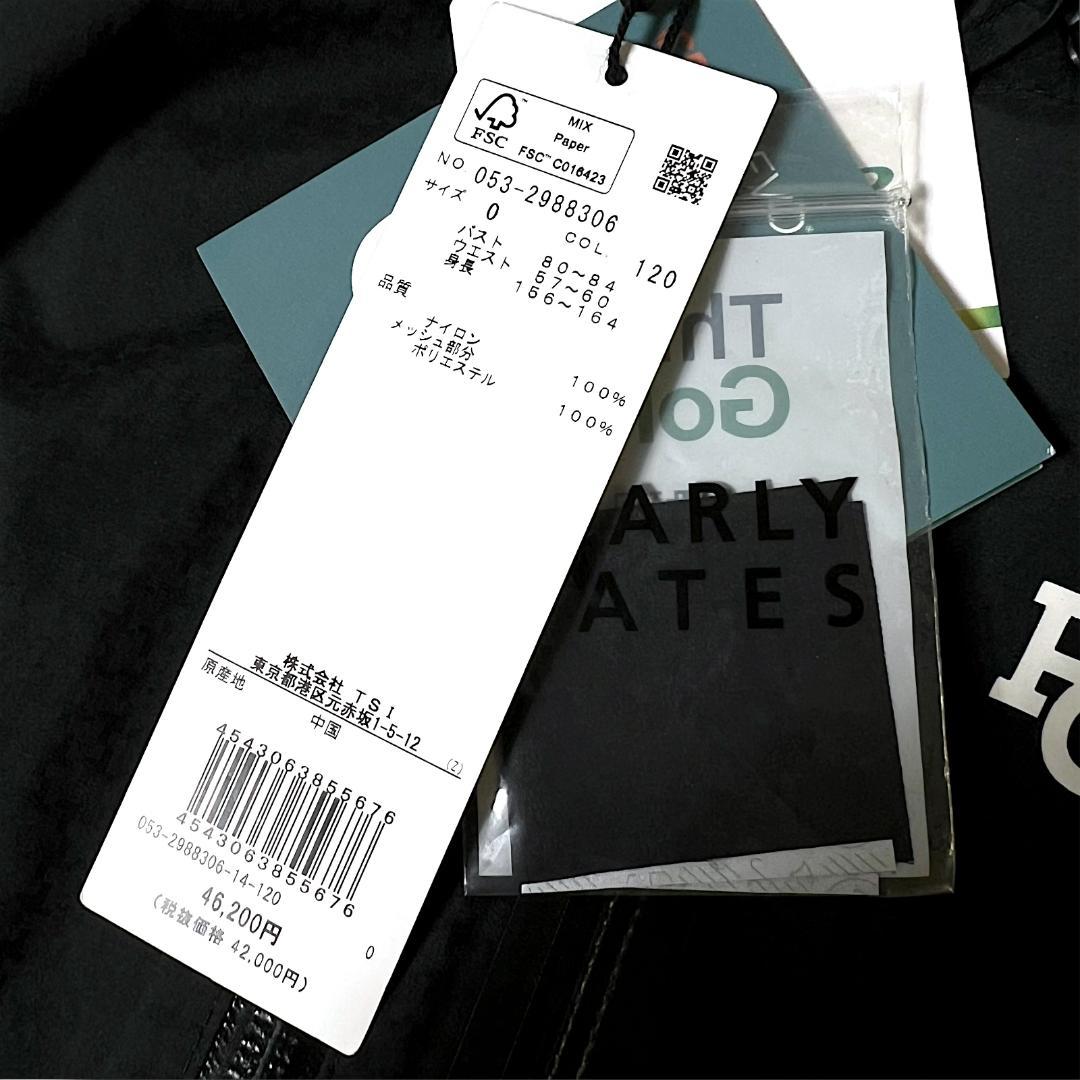 FSC™
MIX
Paper
FSC™ C016423
NO 053-2988306
サイズ 0 COL. 120
バスト 80〜84
ウエスト 57〜60
身長 156〜164
品質
ナイロン 100%
メッシュ部分
ポリエステル 100%
株式会社 TSI
東京都港区元赤坂1-5-12
(Z)
原産地 中国
4543063855676
4543063855676
053-2988306-14-120
46,200円
(税抜価格 42,000円)
0
ARLY
ATES